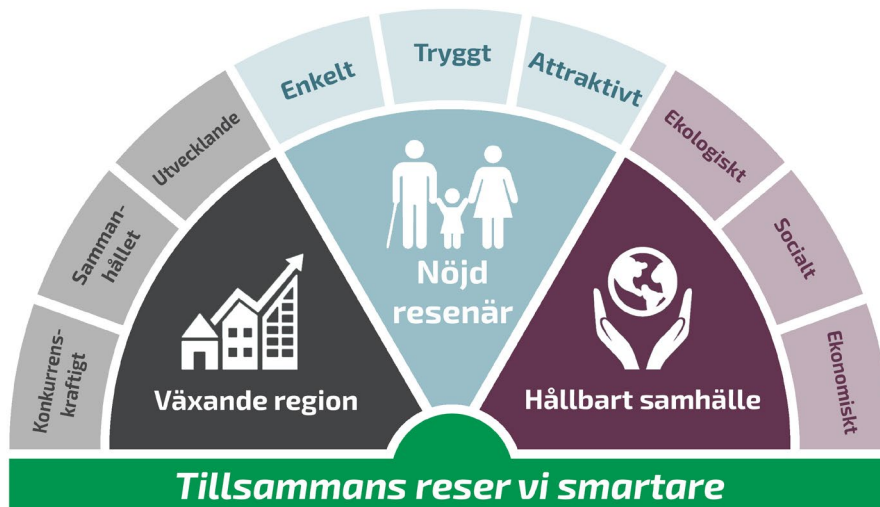 Konkurrens-
kraftigt
Samman-
hållet
Utvecklande
Enkelt
Tryggt
Attraktivt
Ekologiskt
Socialt
Ekonomiskt
Växande region
Nöjd
resenär
Hållbart samhälle
Tillsammans reser vi smartare